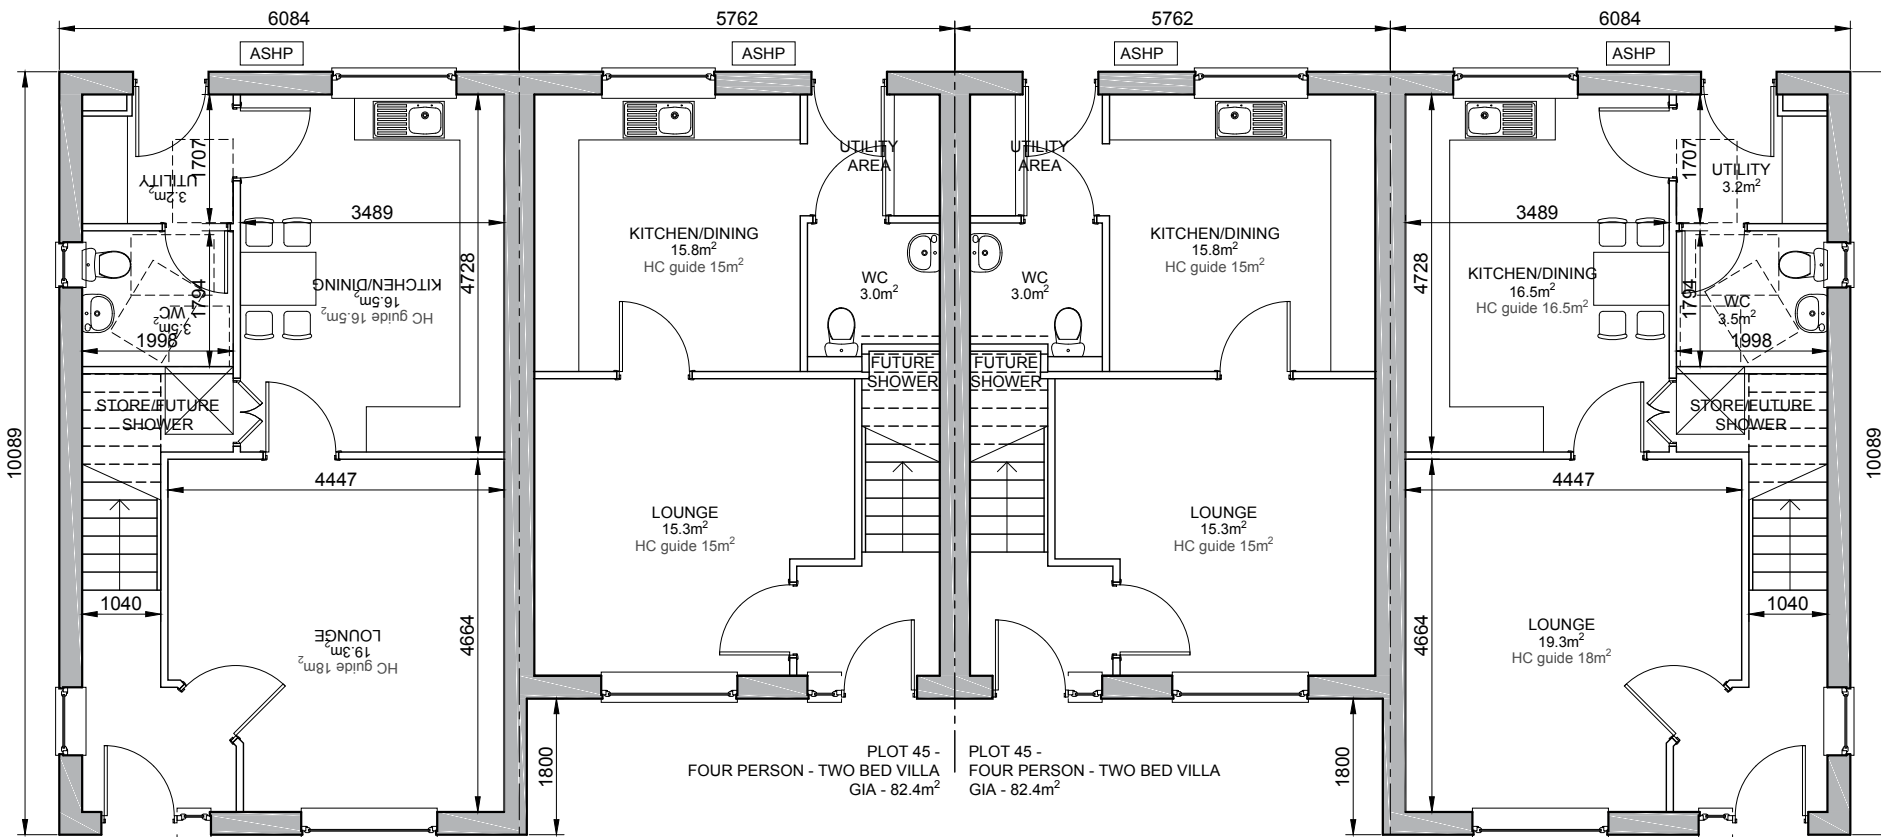 6084
5762
5762
6084
ASHP
ASHP
ASHP
ASHP
10089
1707
UTILITY
3.2m2
3489
KITCHEN/DINING
16.5m2
HC guide 16.5m2
4728
1794
WC
3.5m2
1998
STORE/FUTURE
SHOWER
4447
1040
LOUNGE
19.3m2
HC guide 18m2
4664
KITCHEN/DINING
15.8m2
HC guide 15m2
UTILITY
AREA
WC
3.0m2
FUTURE
SHOWER
LOUNGE
15.3m2
HC guide 15m2
1800
PLOT 45 -
FOUR PERSON - TWO BED VILLA
GIA - 82.4m2
UTILITY
AREA
KITCHEN/DINING
15.8m2
HC guide 15m2
WC
3.0m2
FUTURE
SHOWER
LOUNGE
15.3m2
HC guide 15m2
PLOT 45 -
FOUR PERSON - TWO BED VILLA
GIA - 82.4m2
1800
4728
3489
KITCHEN/DINING
16.5m2
HC guide 16.5m2
1707
UTILITY
3.2m2
1794
WC
3.5m2
1998
STORE/FUTURE
SHOWER
4447
4664
LOUNGE
19.3m2
HC guide 18m2
1040
10089